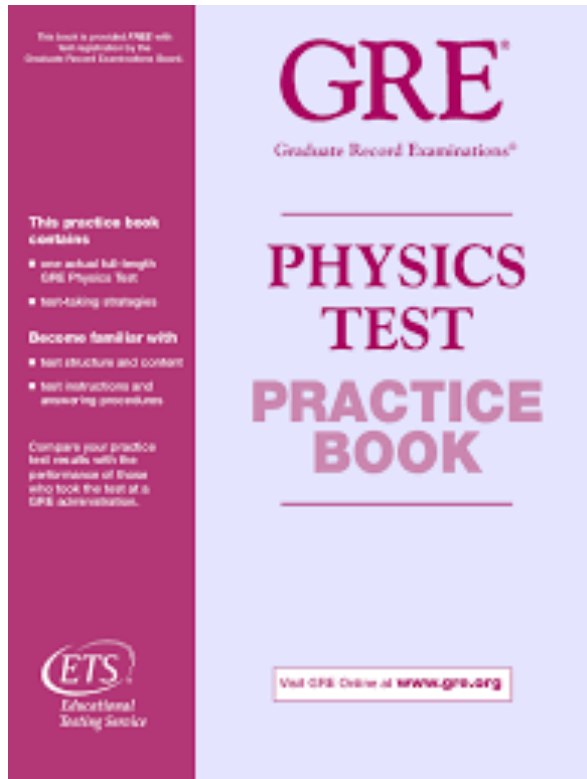 This book is provided FREE with
test registration by the
Graduate Record Examinations Board.
GRE®
Graduate Record Examinations®
This practice book
contains
■ one actual full-length
GRE Physics Test
■ test-taking strategies
Become familiar with
■ test structure and content
■ test instructions and
answering procedures
Compare your practice
test results with the
performance of those
who took the test at a
GRE administration.
PHYSICS
TEST
PRACTICE
BOOK
ETS®
Educational
Testing Service
Visit GRE Online at www.gre.org